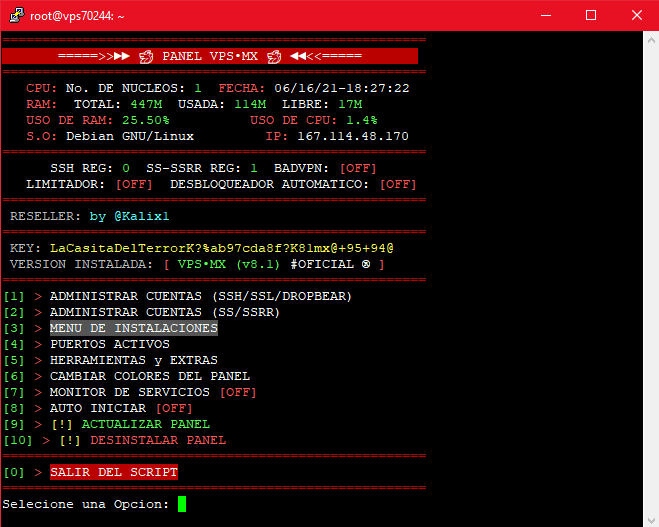 root@vps70244: ~
=====================================================
=====>>►► 🐲 PANEL VPS•MX 🐲 ◄◄<<=====
=====================================================
CPU: No. DE NUCLEOS: 1 FECHA: 06/16/21-18:27:22
RAM: TOTAL: 447M USADA: 114M LIBRE: 17M
USO DE RAM: 25.50% USO DE CPU: 1.4%
S.O: Debian GNU/Linux IP: 167.114.48.170
=====================================================
SSH REG: 0 SS-SSRR REG: 1 BADVPN: [OFF]
LIMITADOR: [OFF] DESBLOQUEADOR AUTOMATICO: [OFF]
=====================================================
RESELLER: by @Kalix1
=====================================================
KEY: LaCasitaDelTerrorK?%ab97cda8f?K81mx@+95+94@
VERSION INSTALADA: [ VPS•MX (v8.1) #OFICIAL ® ]
=====================================================
[1] > ADMINISTRAR CUENTAS (SSH/SSL/DROPBEAR)
[2] > ADMINISTRAR CUENTAS (SS/SSRR)
[3] > MENU DE INSTALACIONES
[4] > PUERTOS ACTIVOS
[5] > HERRAMIENTAS y EXTRAS
[6] > CAMBIAR COLORES DEL PANEL
[7] > MONITOR DE SERVICIOS [OFF]
[8] > AUTO INICIAR [OFF]
[9] > [!] ACTUALIZAR PANEL
[10] > [!] DESINSTALAR PANEL
=====================================================
[0] > SALIR DEL SCRIPT
=====================================================
Selecione una Opcion: